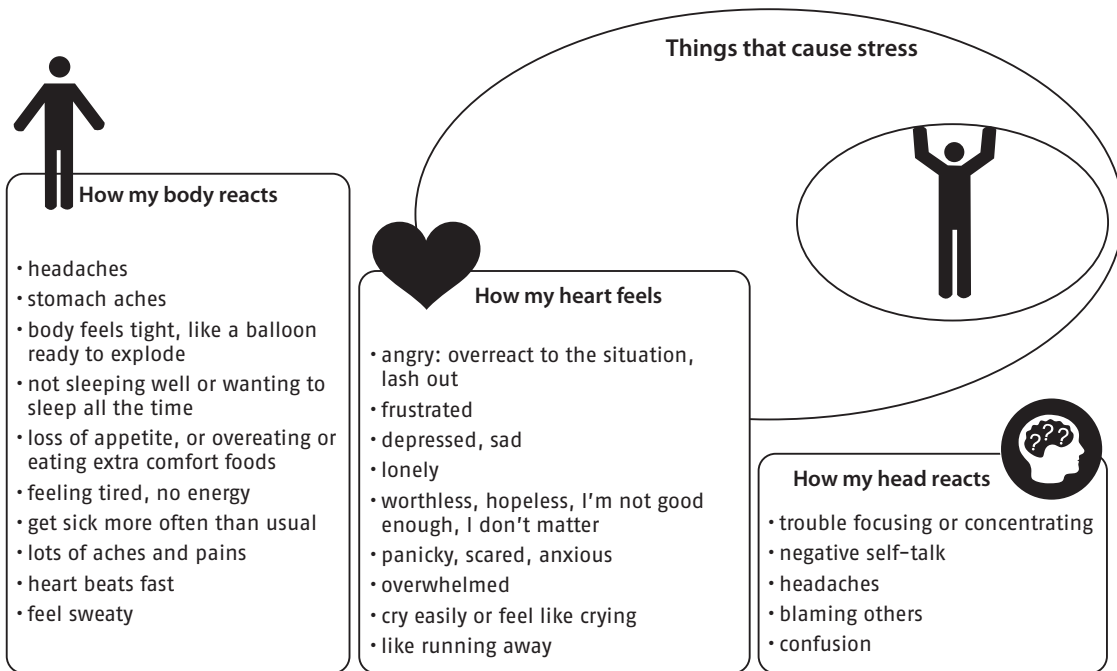 Things that cause stress
How my body reacts
• headaches
• stomach aches
• body feels tight, like a balloon
ready to explode
• not sleeping well or wanting to
sleep all the time
• loss of appetite, or overeating or
eating extra comfort foods
• feeling tired, no energy
• get sick more often than usual
• lots of aches and pains
• heart beats fast
• feel sweaty
How my heart feels
• angry: overreact to the situation,
lash out
• frustrated
• depressed, sad
• lonely
• worthless, hopeless, I’m not good
enough, I don’t matter
• panicky, scared, anxious
• overwhelmed
• cry easily or feel like crying
• like running away
???
How my head reacts
• trouble focusing or concentrating
• negative self-talk
• headaches
• blaming others
• confusion